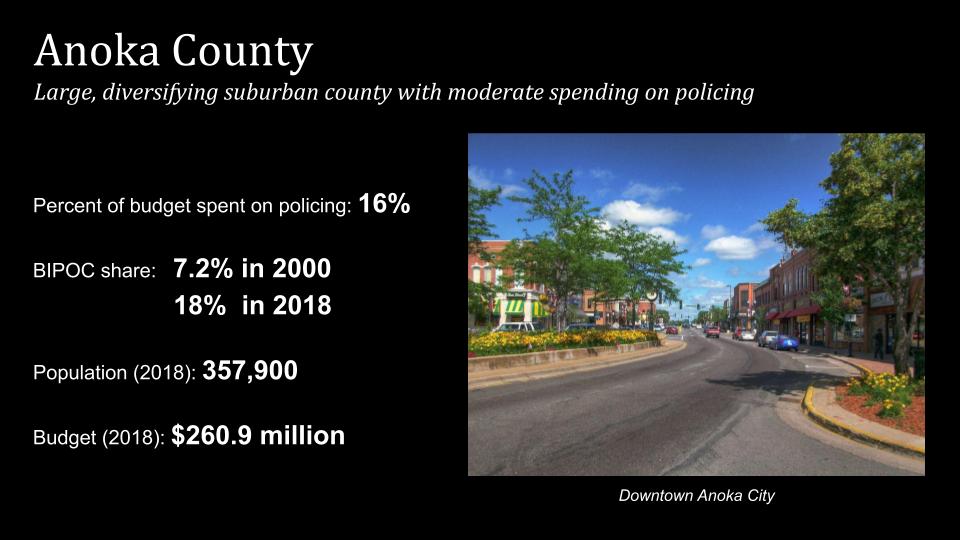 Anoka County
Large, diversifying suburban county with moderate spending on policing
Percent of budget spent on policing: 16%
BIPOC share: 7.2% in 2000
18% in 2018
Population (2018): 357,900
Budget (2018): $260.9 million
Downtown Anoka City